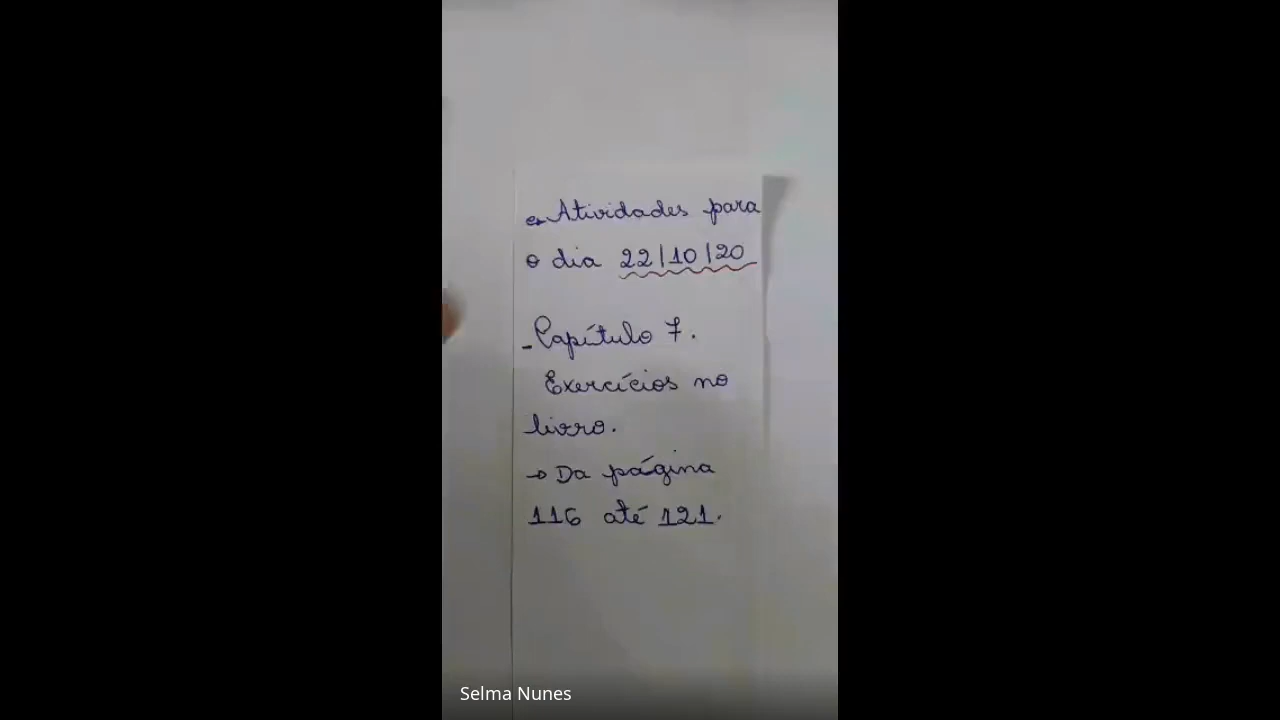 Atividades para
o dia 22/10/20
- Capítulo 7.
Exercícios no
livro.
→ Da página
116 até 121.
Selma Nunes